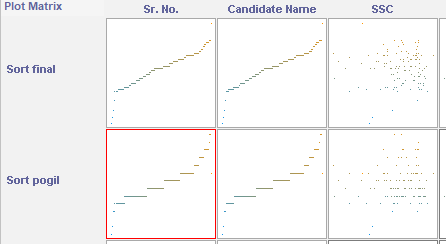 Plot Matrix
Sr. No. Candidate Name SSC
Sort final
Sort pogil